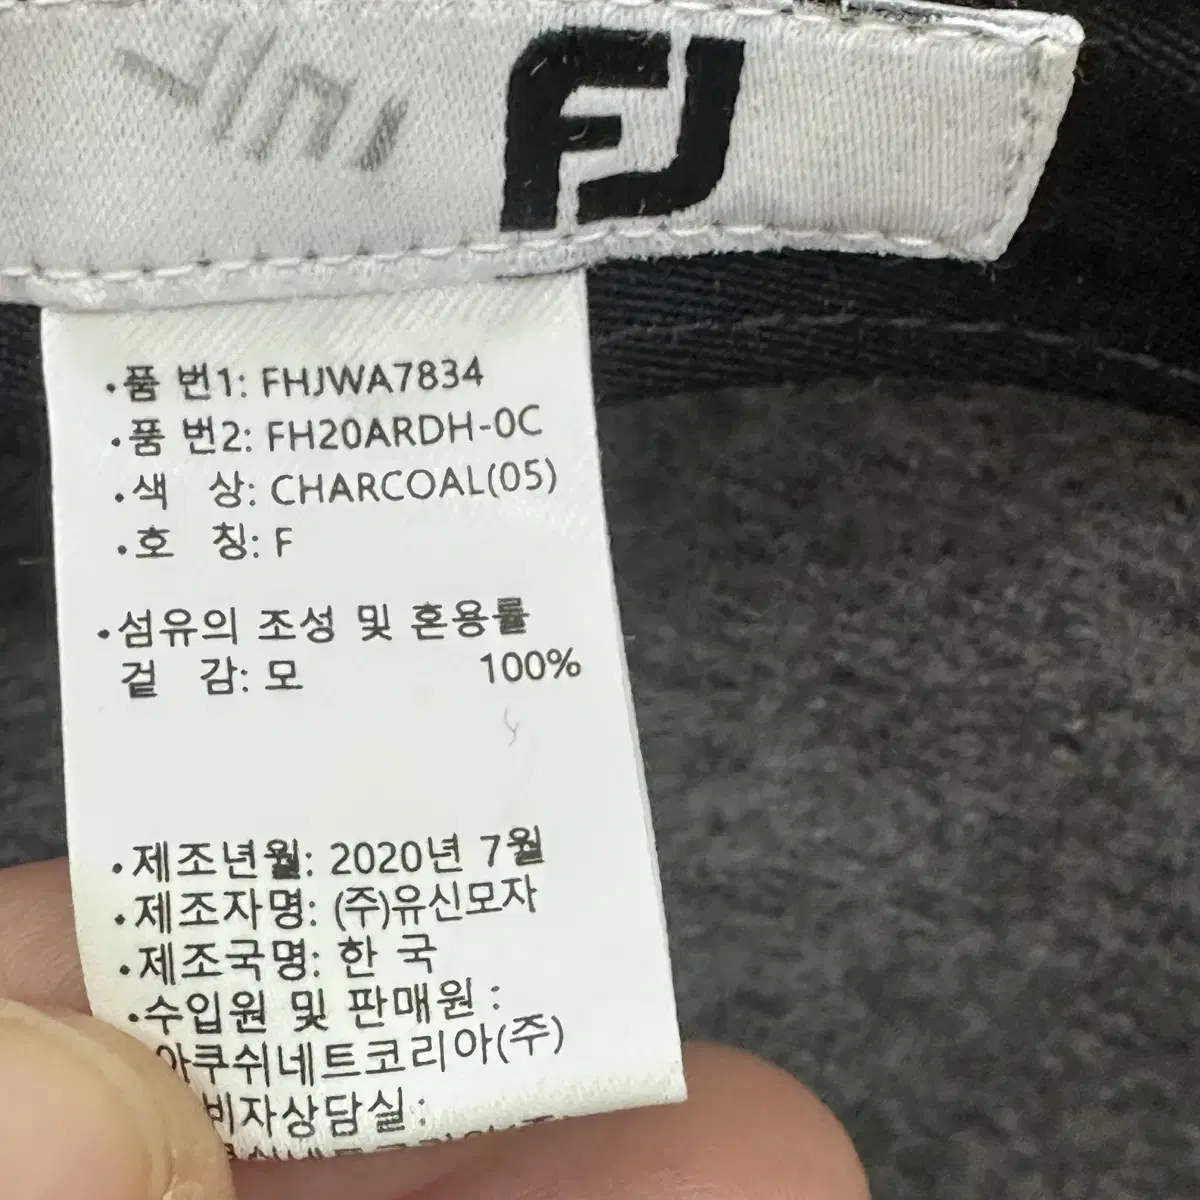 FJ
·품 번1: FHJWA7834
·품 번2: FH20ARDH-0C
·색 상: CHARCOAL(05)
·호 칭: F
·섬유의 조성 및 혼용률
겉 감: 모 100%
·제조년월: 2020년 7월
·제조자명: (주)유신모자
·제조국명: 한 국
·수입원 및 판매원 :
아쿠쉬네트코리아(주)
비자상담실: